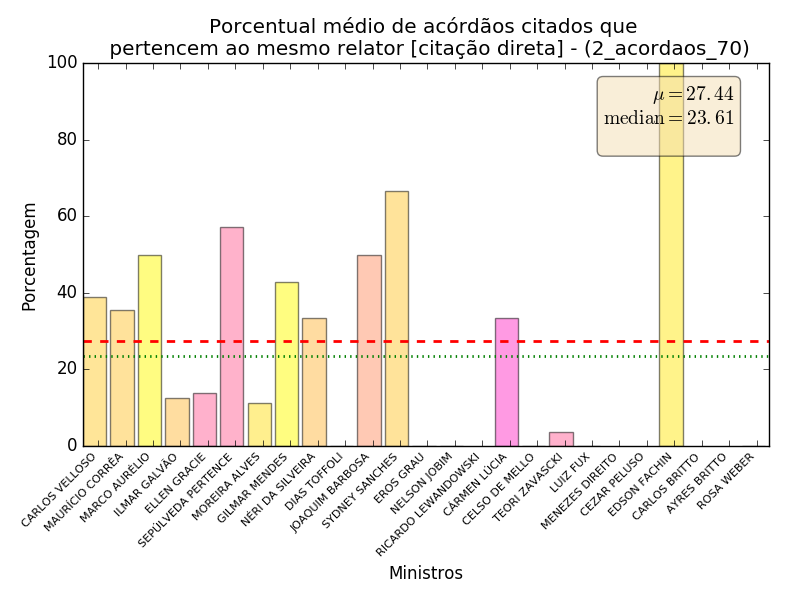 Porcentual médio de acórdãos citados que
pertencem ao mesmo relator [citação direta] - (2_acordaos_70)
μ = 27.44
median = 23.61
Porcentagem
100
80
60
40
20
0
CARLOS VELLOSO
MAURÍCIO CORRÊA
MARCO AURÉLIO
ILMAR GALVÃO
ELLEN GRACIE
SEPÚLVEDA PERTENCE
MOREIRA ALVES
GILMAR MENDES
NÉRI DA SILVEIRA
DIAS TOFFOLI
JOAQUIM BARBOSA
SYDNEY SANCHES
EROS GRAU
NELSON JOBIM
RICARDO LEWANDOWSKI
CÁRMEN LÚCIA
CELSO DE MELLO
TEORI ZAVASCKI
LUIZ FUX
MENEZES DIREITO
CEZAR PELUSO
EDSON FACHIN
CARLOS BRITTO
AYRES BRITTO
ROSA WEBER
Ministros